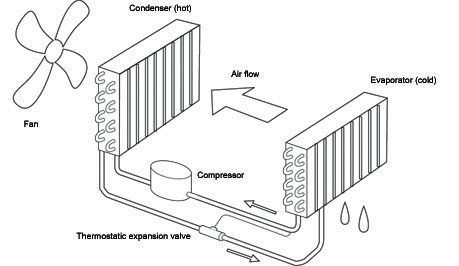 Condenser (hot)
Air flow
Evaporator (cold)
Fan
Compressor
Thermostatic expansion valve